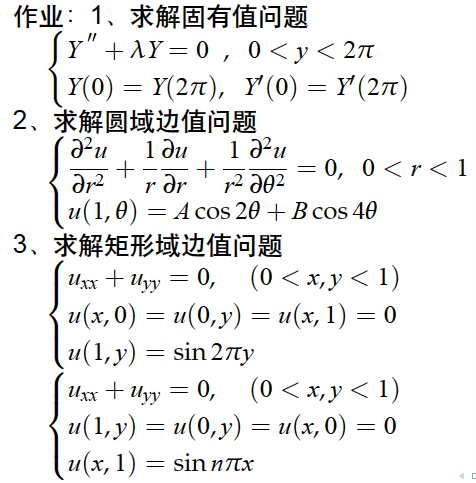 作业：1、求解固有值问题
Y″ + λY = 0 , 0 < y < 2π
Y(0) = Y(2π), Y′(0) = Y′(2π)
2、求解圆域边值问题
∂²u/∂r² + 1/r ∂u/∂r + 1/r² ∂²u/∂θ² = 0, 0 < r < 1
u(1, θ) = A cos 2θ + B cos 4θ
3、求解矩形域边值问题
uₓₓ + u_yy = 0, (0 < x, y < 1)
u(x, 0) = u(0, y) = u(x, 1) = 0
u(1, y) = sin 2πy
uₓₓ + u_yy = 0, (0 < x, y < 1)
u(1, y) = u(0, y) = u(x, 0) = 0
u(x, 1) = sin nπx